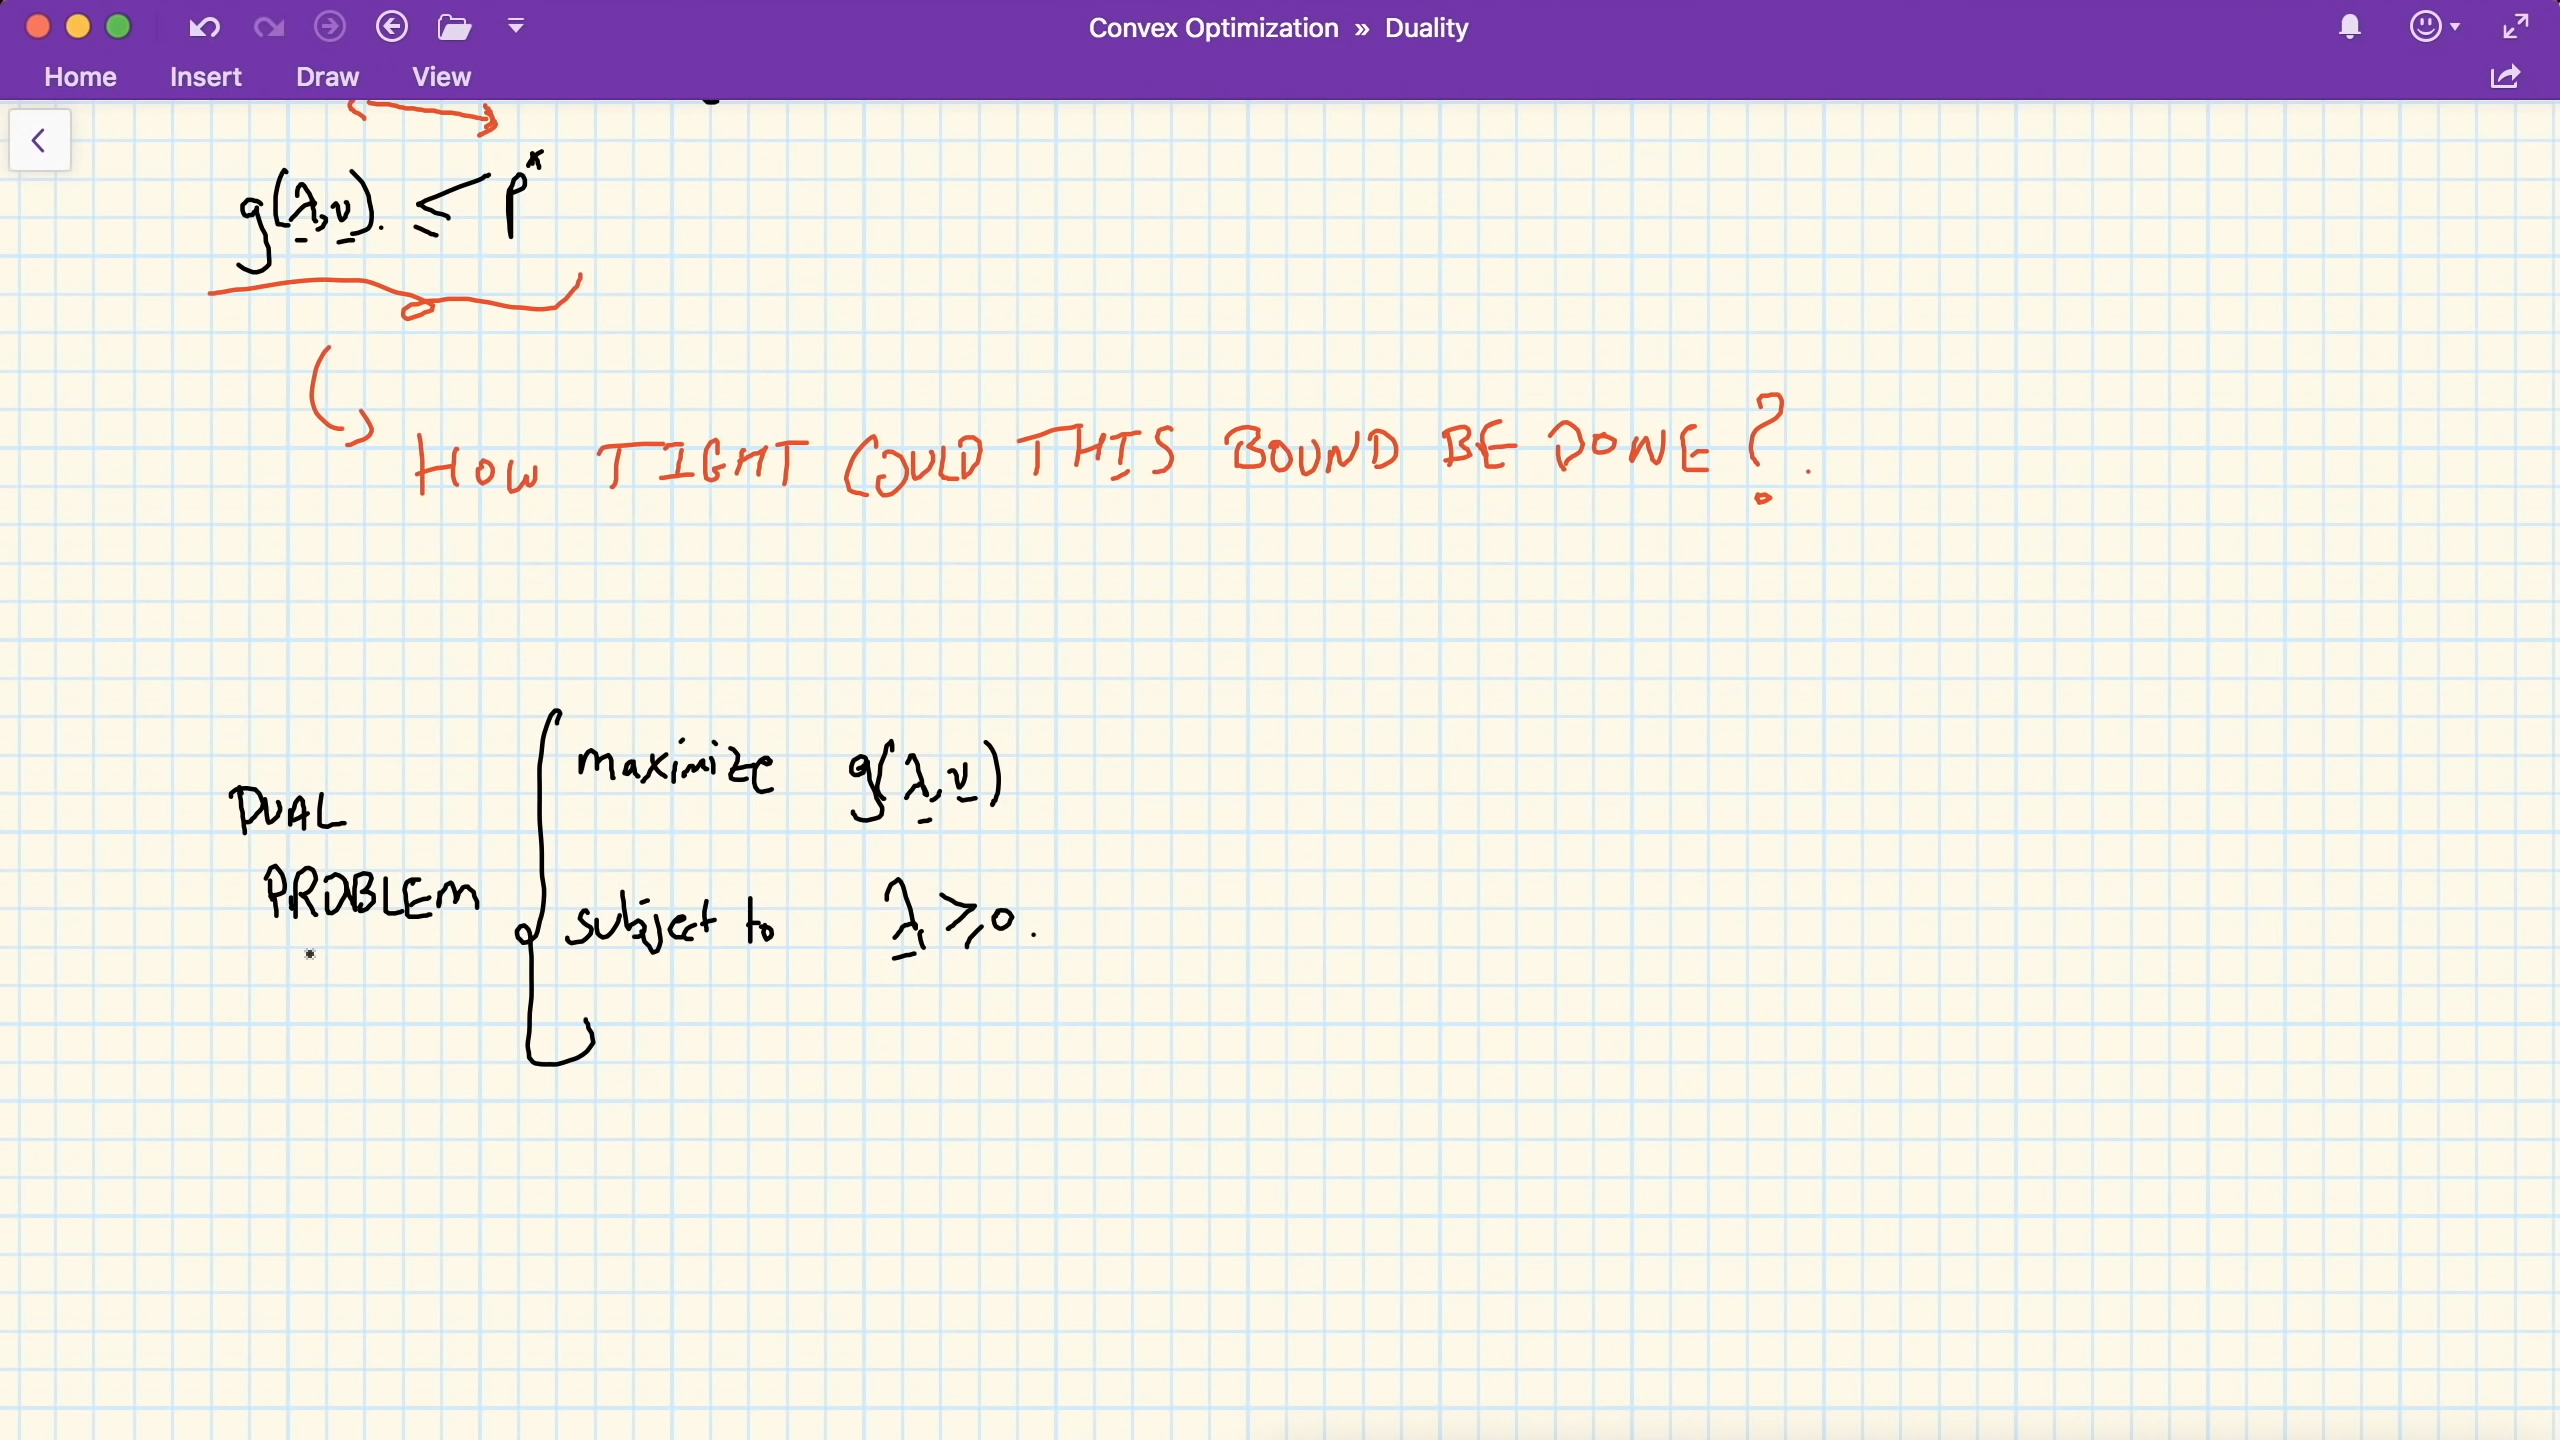 Convex Optimization » Duality
Home Insert Draw View
g(λ,ν). ≤ p*
HOW TIGHT COULD THIS BOUND BE DONE ?.
DUAL
PROBLEM
maximize g(λ,ν)
subject to λ ⩾ 0.